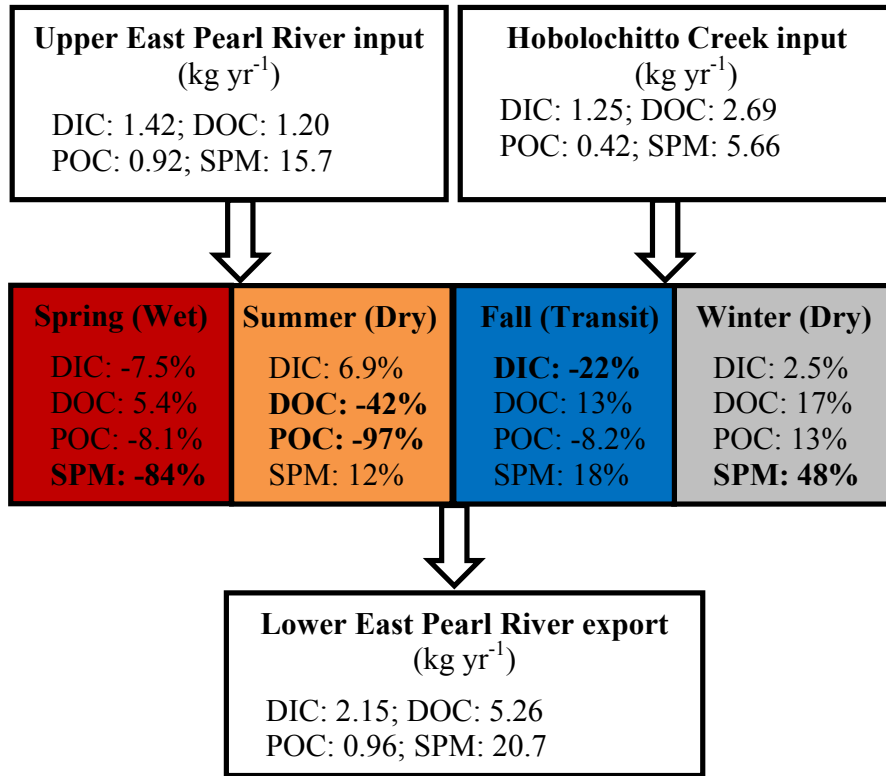 Upper East Pearl River input
(kg yr-1)
DIC: 1.42; DOC: 1.20
POC: 0.92; SPM: 15.7
Hobolochitto Creek input
(kg yr-1)
DIC: 1.25; DOC: 2.69
POC: 0.42; SPM: 5.66
Spring (Wet)
DIC: -7.5%
DOC: 5.4%
POC: -8.1%
SPM: -84%
Summer (Dry)
DIC: 6.9%
DOC: -42%
POC: -97%
SPM: 12%
Fall (Transit)
DIC: -22%
DOC: 13%
POC: -8.2%
SPM: 18%
Winter (Dry)
DIC: 2.5%
DOC: 17%
POC: 13%
SPM: 48%
Lower East Pearl River export
(kg yr-1)
DIC: 2.15; DOC: 5.26
POC: 0.96; SPM: 20.7